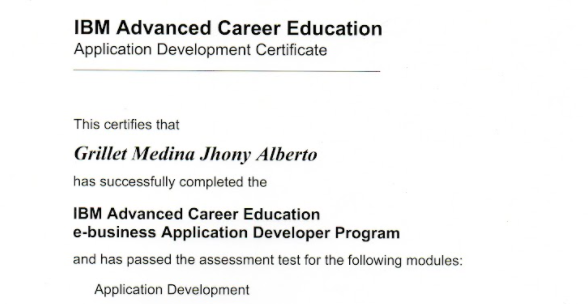 IBM Advanced Career Education
Application Development Certificate
This certifies that
Grillet Medina Jhony Alberto
has successfully completed the
IBM Advanced Career Education
e-business Application Developer Program
and has passed the assessment test for the following modules:
Application Development